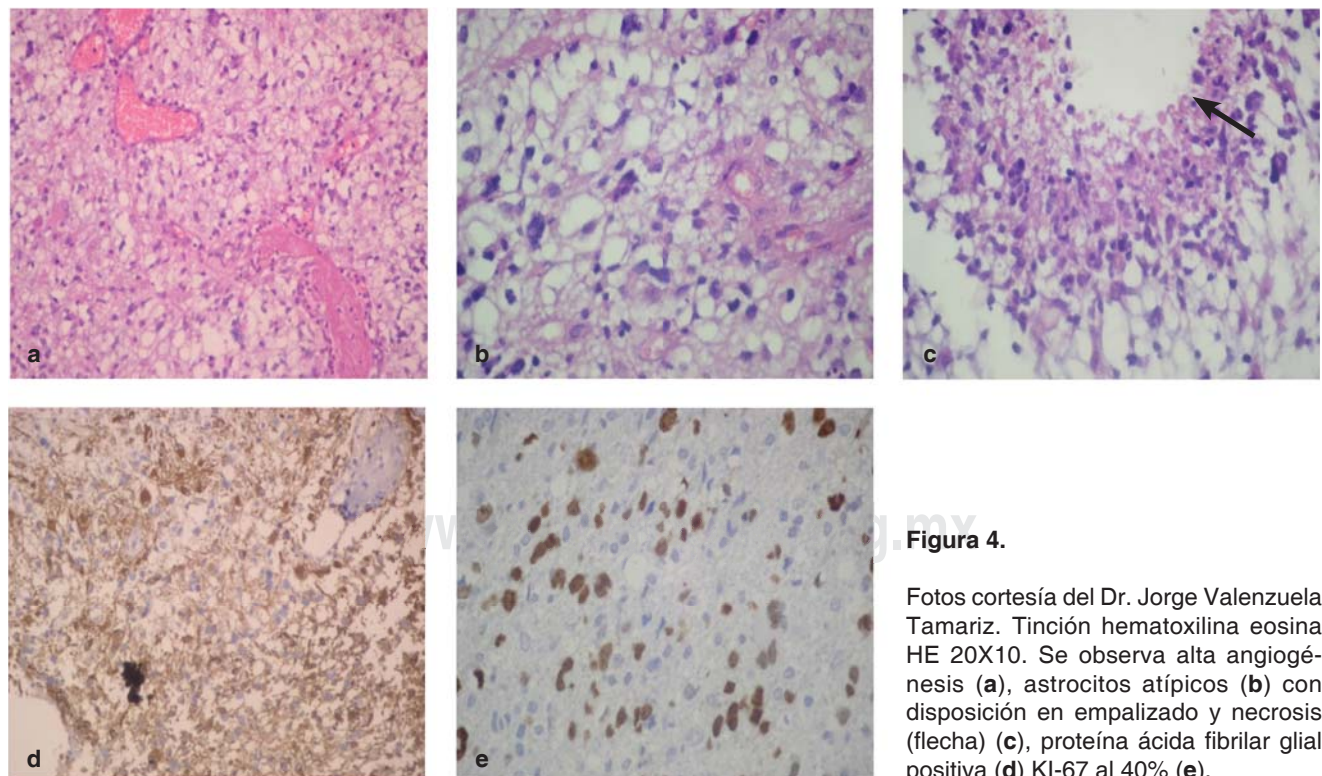 a
b
c
d
e
g.mx
Figura 4.
Fotos cortesía del Dr. Jorge Valenzuela
Tamariz. Tinción hematoxilina eosina
HE 20X10. Se observa alta angiogé-
nesis (a), astrocitos atípicos (b) con
disposición en empalizado y necrosis
(flecha) (c), proteína ácida fibrilar glial
positiva (d) KI-67 al 40% (e).